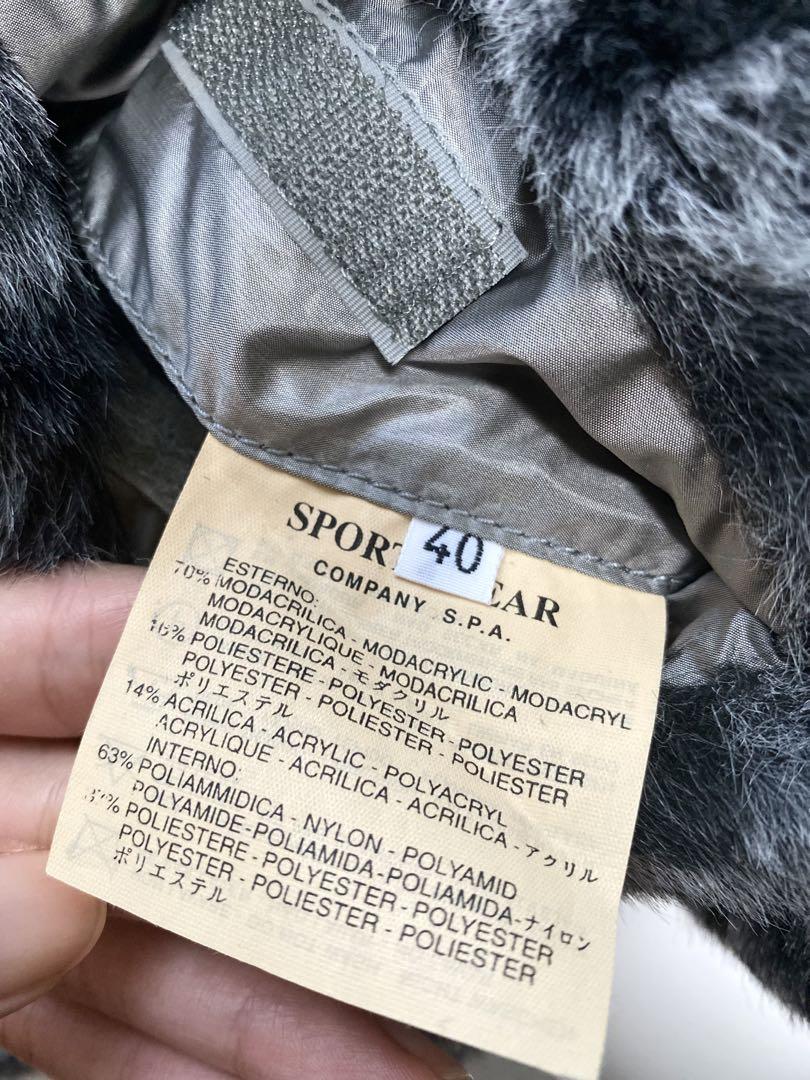 SPORT EAR
40
COMPANY S.P.A.
ESTERNO:
70% MODACRILICA - MODACRYLIC - MODACRYL
MODACRYLIQUE - MODACRILICA
MODACRILICA - モダクリル
16% POLIESTERE - POLYESTER - POLYESTER
POLYESTER - POLIESTER - POLIESTER
ポリエステル
14% ACRILICA - ACRYLIC - POLYACRYL
ACRYLIQUE - ACRILICA - ACRILICA - アクリル
INTERNO:
63% POLIAMMIDICA - NYLON - POLYAMID
POLYAMIDE-POLIAMIDA-POLIAMIDA-ナイロン
37% POLIESTERE - POLYESTER - POLYESTER
POLYESTER - POLIESTER - POLIESTER
ポリエステル